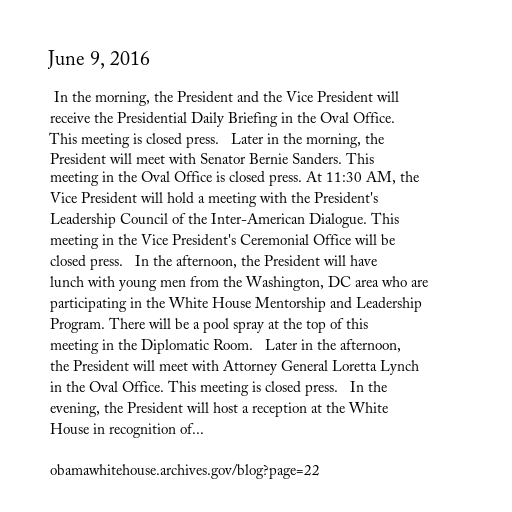 June 9, 2016
In the morning, the President and the Vice President will
receive the Presidential Daily Briefing in the Oval Office.
This meeting is closed press.   Later in the morning, the
President will meet with Senator Bernie Sanders. This
meeting in the Oval Office is closed press. At 11:30 AM, the
Vice President will hold a meeting with the President's
Leadership Council of the Inter-American Dialogue. This
meeting in the Vice President's Ceremonial Office will be
closed press.   In the afternoon, the President will have
lunch with young men from the Washington, DC area who are
participating in the White House Mentorship and Leadership
Program. There will be a pool spray at the top of this
meeting in the Diplomatic Room.   Later in the afternoon,
the President will meet with Attorney General Loretta Lynch
in the Oval Office. This meeting is closed press.   In the
evening, the President will host a reception at the White
House in recognition of...
obamawhitehouse.archives.gov/blog?page=22